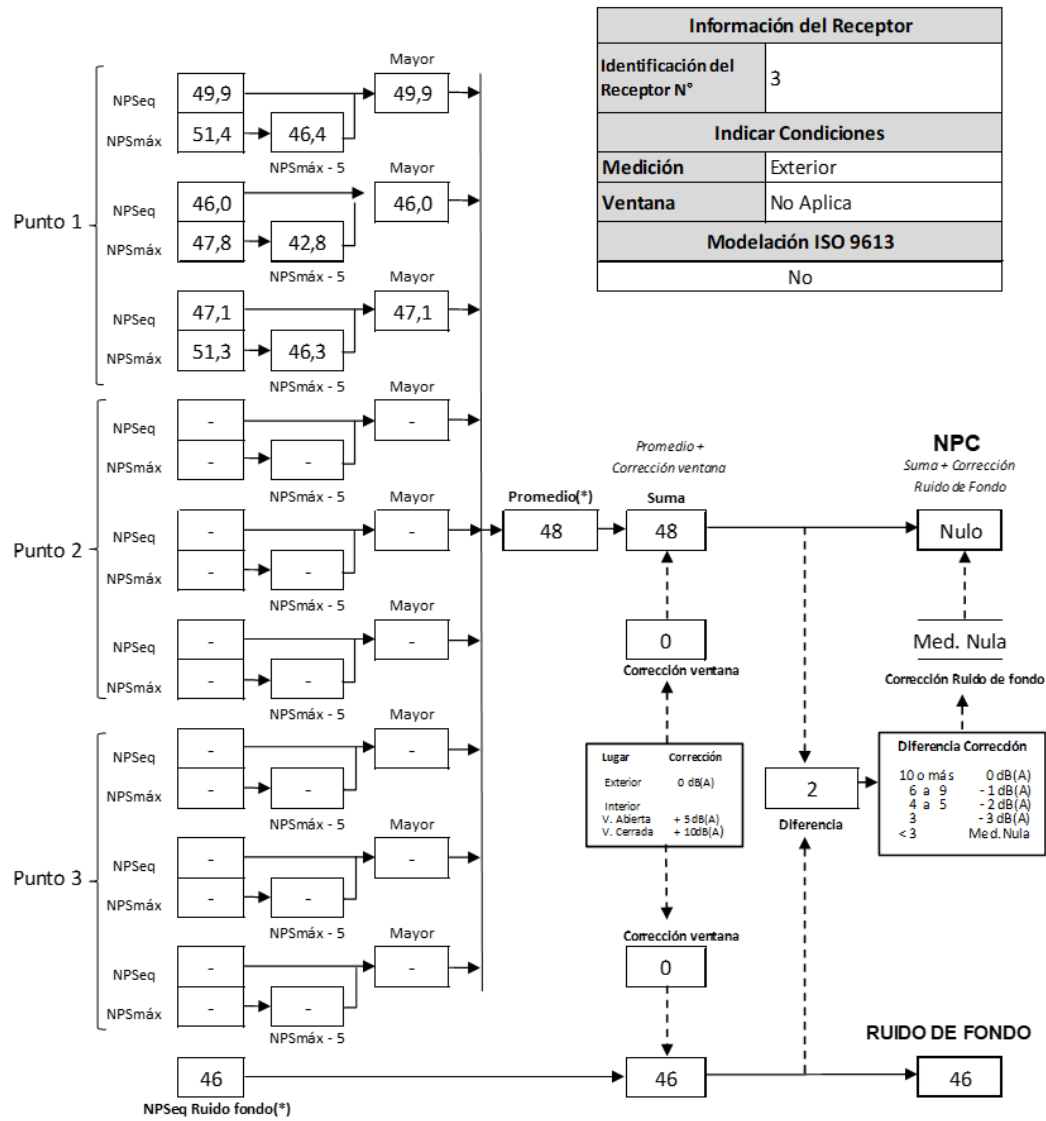 Información del Receptor
Identificación del
Receptor N°
3
Indicar Condiciones
Medición
Exterior
Ventana
No Aplica
Modelación ISO 9613
No
Punto 1
Mayor
NPSeq
49,9
49,9
NPSmáx
51,4
46,4
NPSmáx - 5
Mayor
NPSeq
46,0
46,0
NPSmáx
47,8
42,8
NPSmáx - 5
Mayor
NPSeq
47,1
47,1
NPSmáx
51,3
46,3
NPSmáx - 5
Punto 2
Mayor
NPSeq
-
-
NPSmáx
-
-
NPSmáx - 5
Mayor
NPSeq
-
-
NPSmáx
-
-
NPSmáx - 5
Mayor
NPSeq
-
-
NPSmáx
-
-
NPSmáx - 5
Punto 3
Mayor
NPSeq
-
-
NPSmáx
-
-
Mayor
NPSeq
-
-
NPSmáx
-
-
NPSmáx - 5
Mayor
NPSeq
-
-
NPSmáx
-
-
NPSmáx - 5
Promedio(*)
48
Promedio +
Corrección ventana
Suma
48
0
Corrección ventana
Lugar Corrección
Exterior 0 dB(A)
Interior
V. Abierta + 5 dB(A)
V. Cerrada + 10dB(A)
Corrección ventana
0
2
Diferencia
NPC
Suma + Corrección
Ruido de Fondo
Nulo
Med. Nula
Corrección Ruido de fondo
Diferencia Corrección
10 o más 0 dB(A)
6 a 9 - 1 dB(A)
4 a 5 - 2 dB(A)
3 - 3 dB(A)
< 3 Med. Nula
46
NPSeq Ruido fondo(*)
46
RUIDO DE FONDO
46